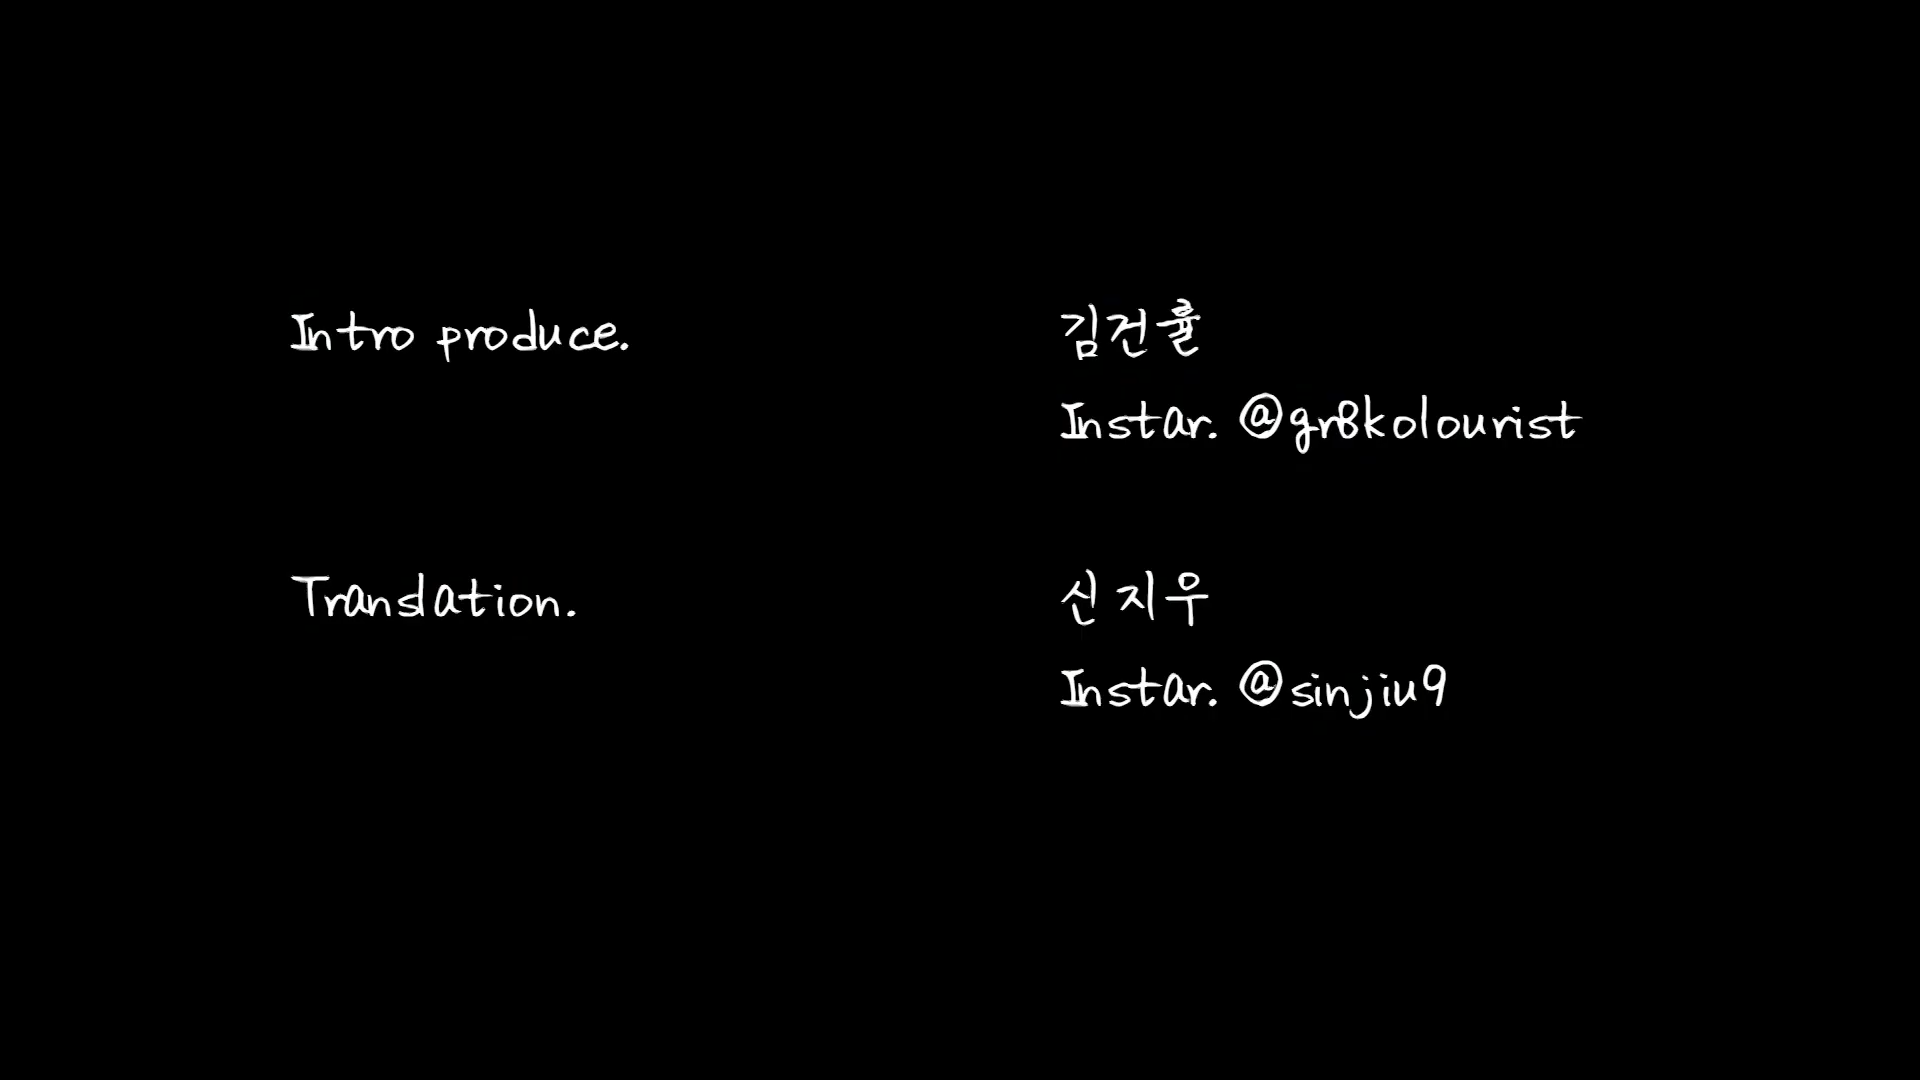 Intro produce.
김건률
Instar. @gr8kolourist
Translation.
신지우
Instar. @sinjiu9